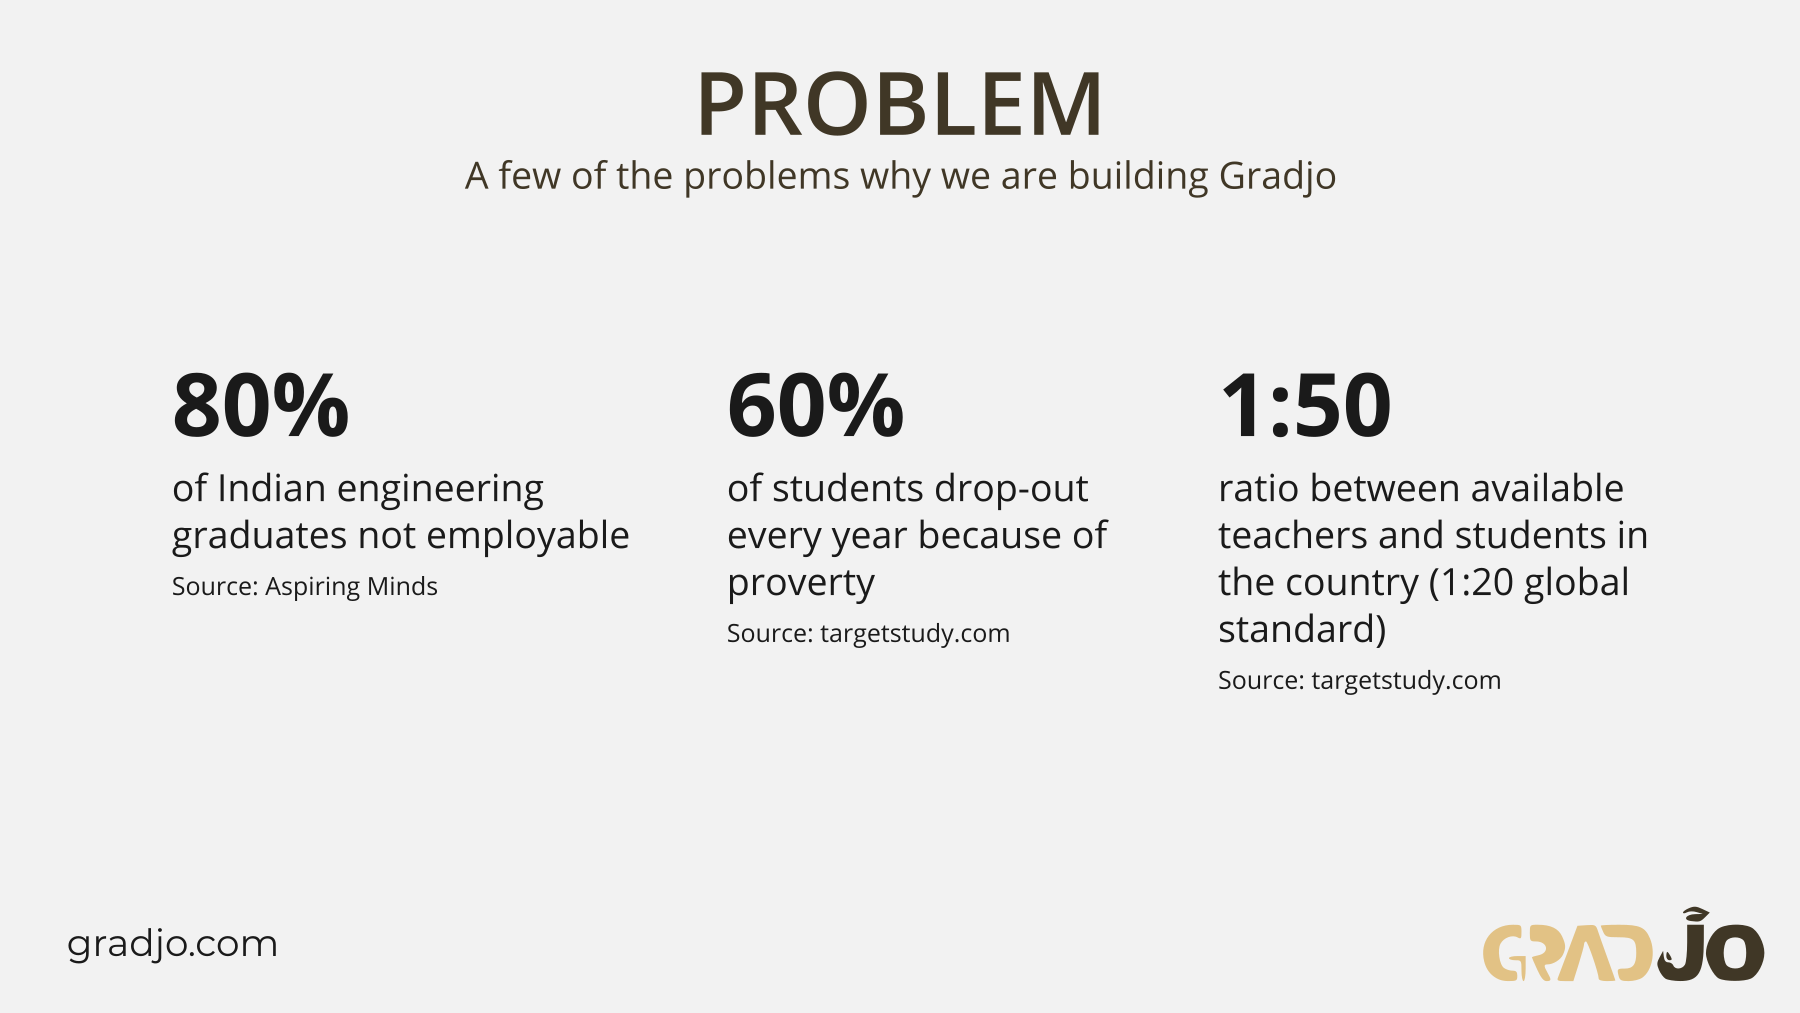 PROBLEM
A few of the problems why we are building Gradjo
80%
of Indian engineering
graduates not employable
Source: Aspiring Minds
60%
of students drop-out
every year because of
proverty
Source: targetstudy.com
1:50
ratio between available
teachers and students in
the country (1:20 global
standard)
Source: targetstudy.com
gradjo.com
GRADJO